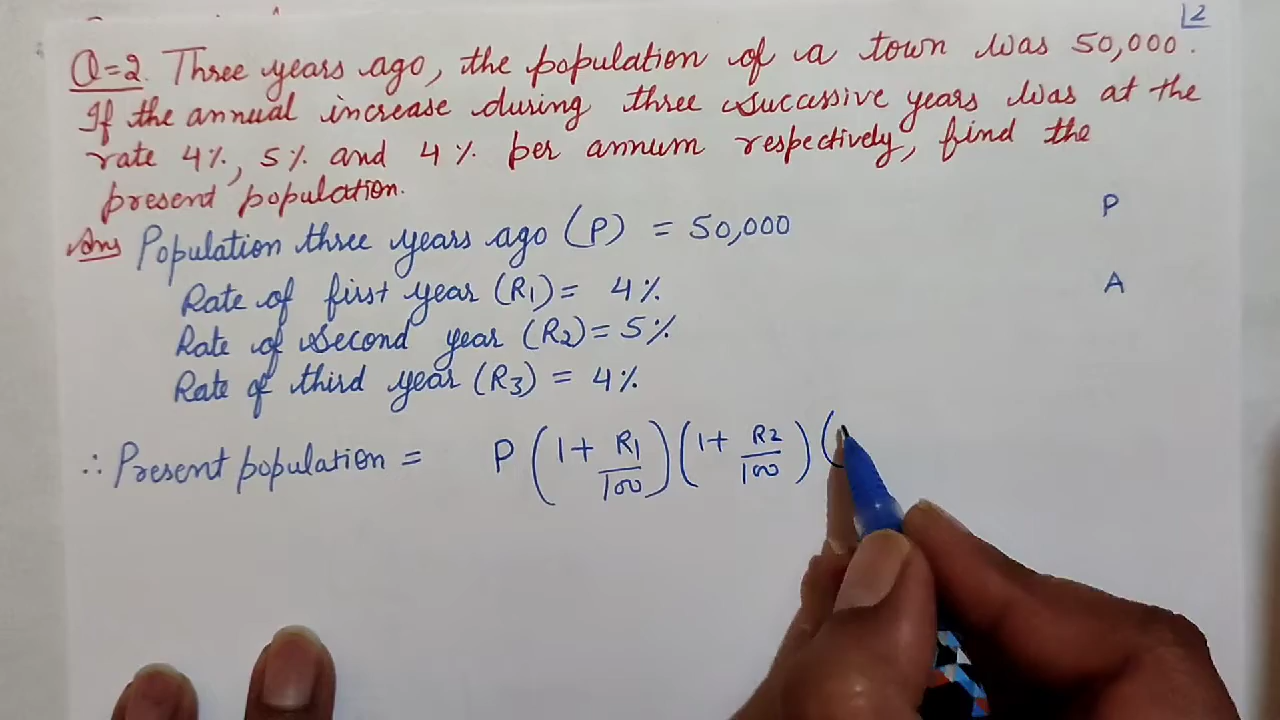 2
Q=2. Three years ago, the population of a town was 50,000.
If the annual increase during three successive years was at the
rate 4%, 5% and 4% per annum respectively, find the
present population.
P
Ans Population three years ago (P) = 50,000
A
Rate of first year (R1) = 4%
Rate of second year (R2) = 5%
Rate of third year (R3) = 4%
∴ Present population = P (1 + R1/100) (1 + R2/100) (